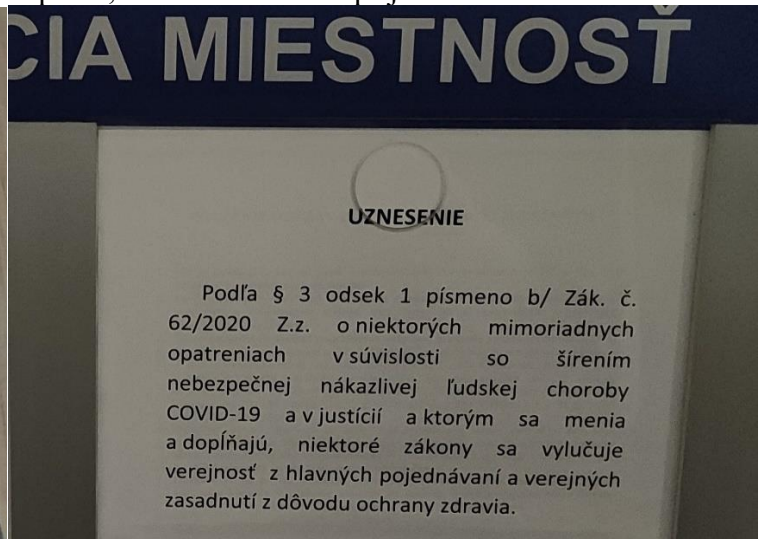 CIA MIESTNOSŤ
UZNESENIE
Podľa § 3 odsek 1 písmeno b/ Zák. č.
62/2020 Z.z. o niektorých mimoriadnych
opatreniach v súvislosti so šírením
nebezpečnej nákazlivej ľudskej choroby
COVID-19 a v justícií a ktorým sa menia
a dopĺňajú, niektoré zákony sa vylučuje
verejnosť z hlavných pojednávaní a verejných
zasadnutí z dôvodu ochrany zdravia.